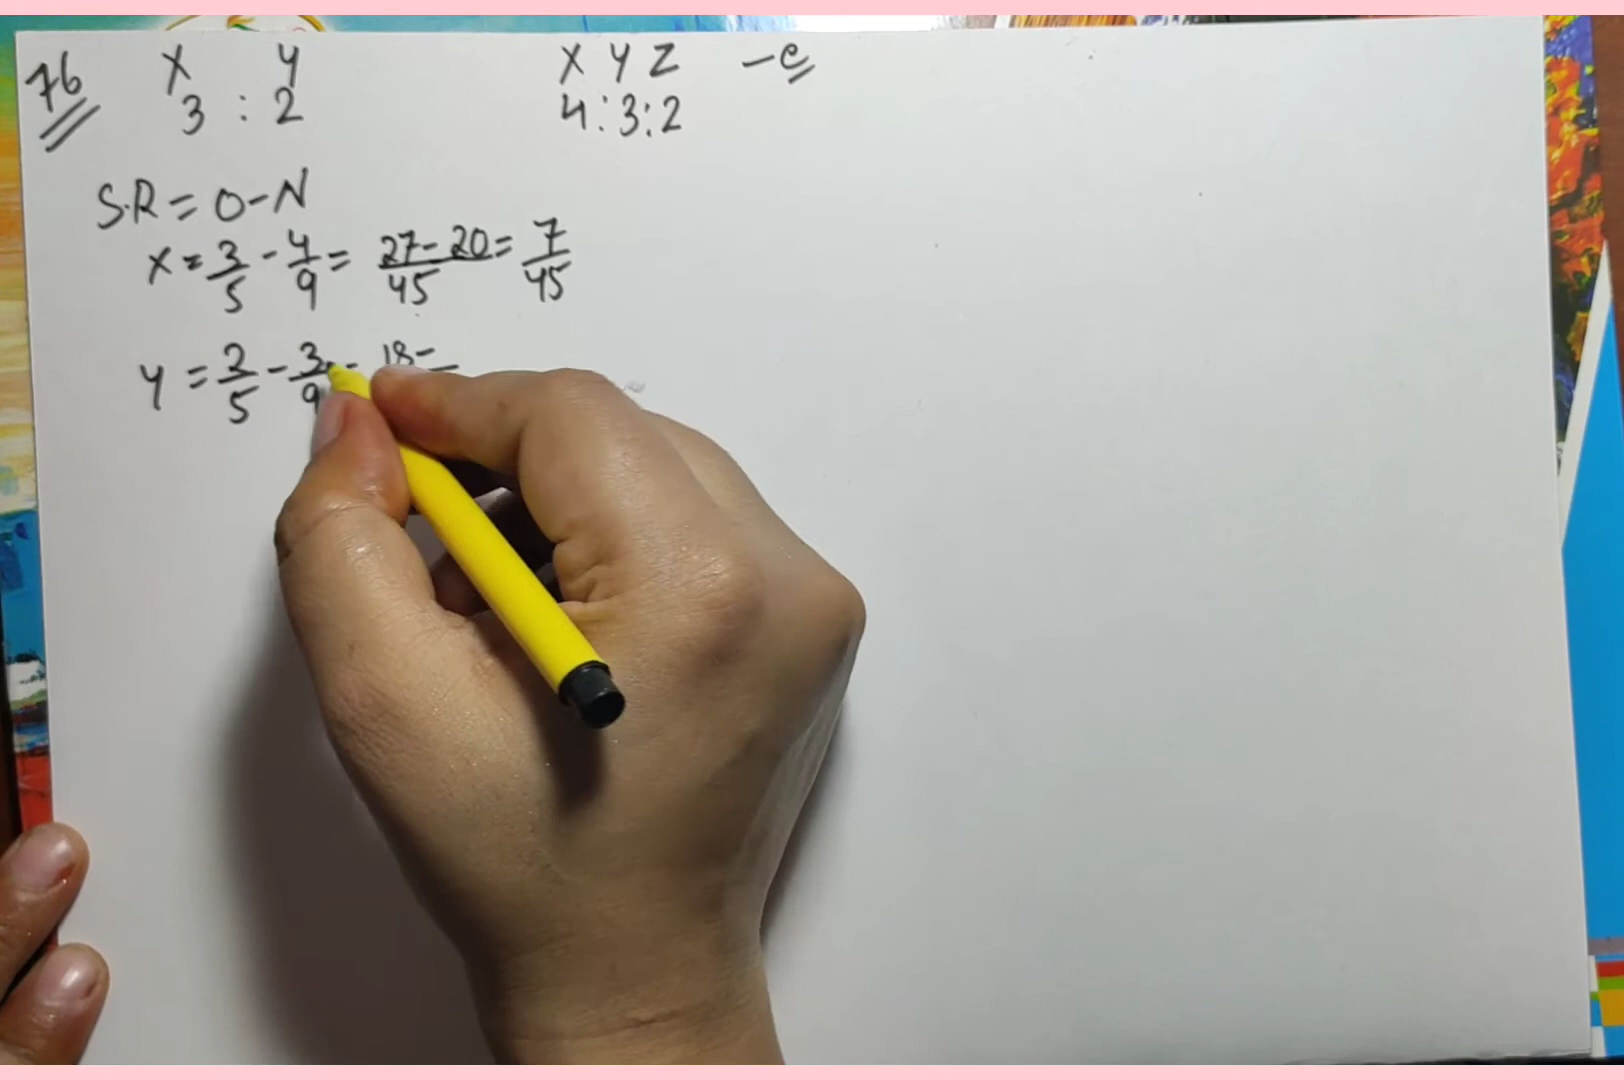 76 X Y X Y Z - e
3 : 2 4:3:2
S.R = O-N
X = 3/5 - 4/9 = 27-20/45 = 7/45
Y = 2/5 - 3/9 = 18-